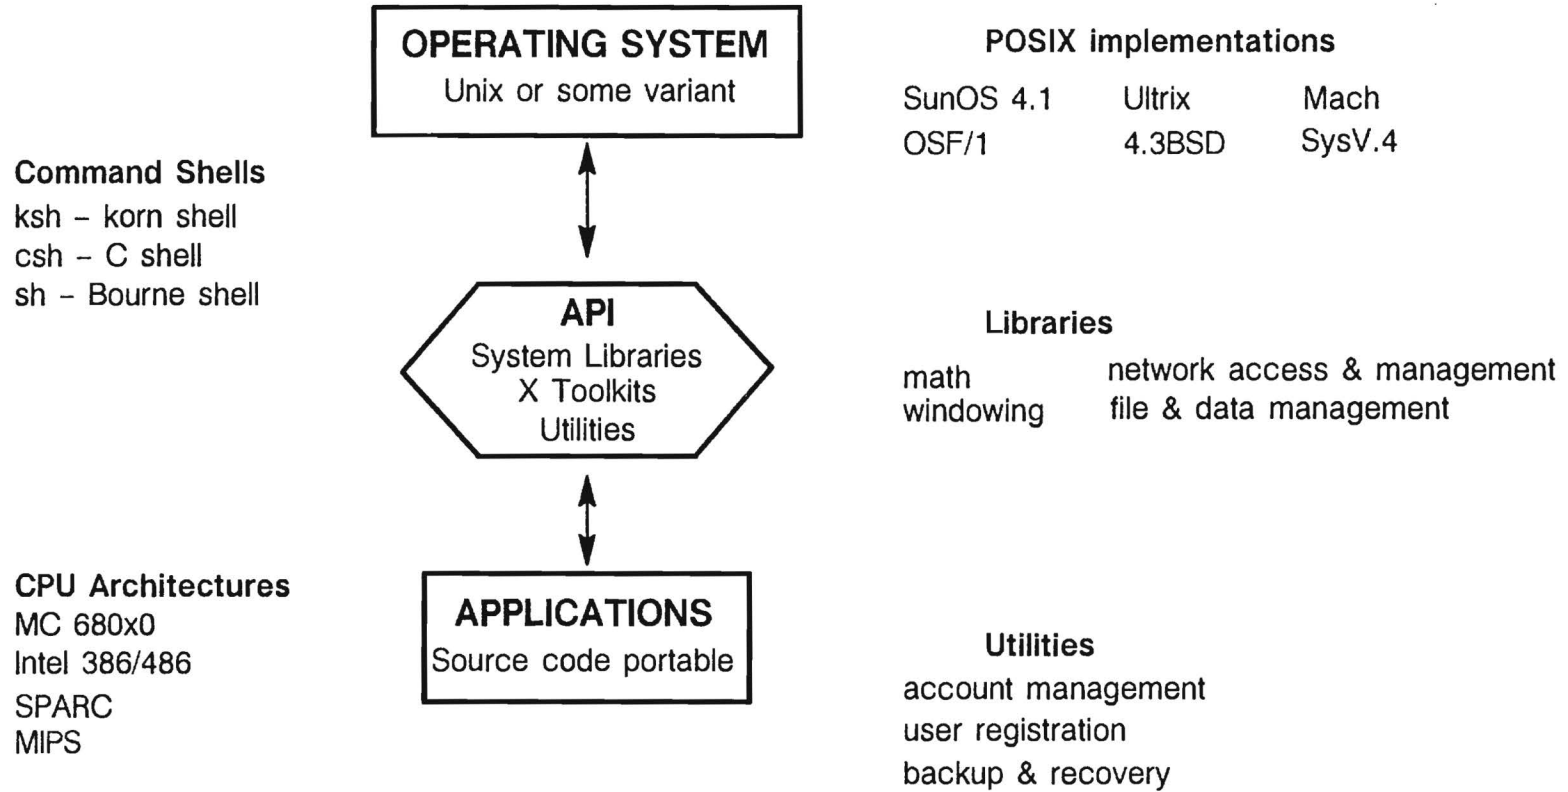 OPERATING SYSTEM
Unix or some variant
POSIX implementations
SunOS 4.1 Ultrix Mach
OSF/1 4.3BSD SysV.4
Command Shells
ksh – korn shell
csh – C shell
sh – Bourne shell
API
System Libraries
X Toolkits
Utilities
Libraries
math network access & management
windowing file & data management
CPU Architectures
MC 680x0
Intel 386/486
SPARC
MIPS
APPLICATIONS
Source code portable
Utilities
account management
user registration
backup & recovery